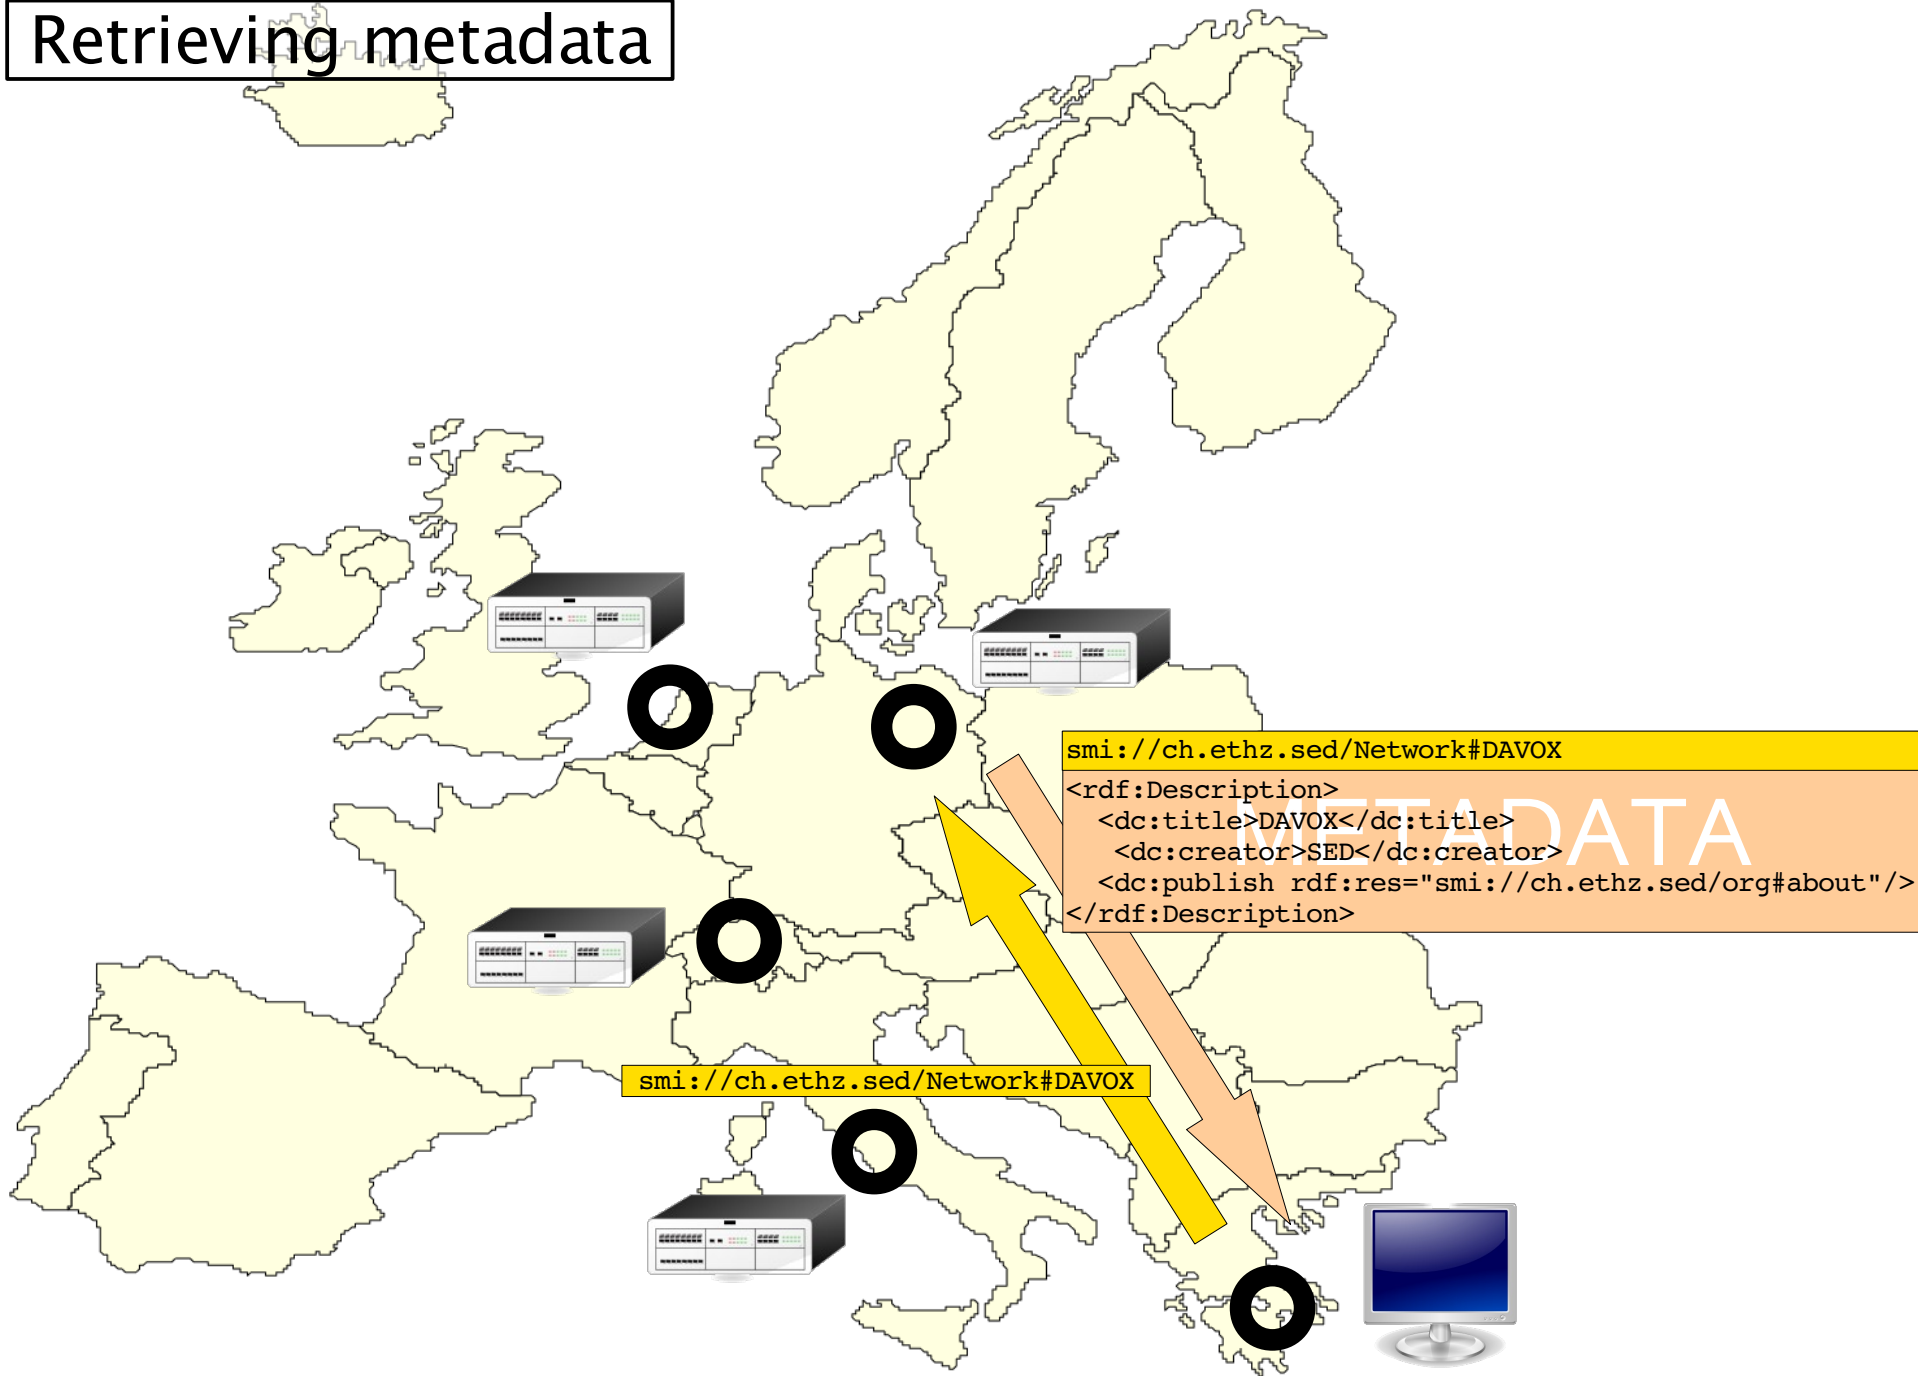 Retrieving metadata
smi://ch.ethz.sed/Network#DAVOX
METADATA
<rdf:Description>
  <dc:title>DAVOX</dc:title>
   <dc:creator>SED</dc:creator>
  <dc:publish rdf:res="smi://ch.ethz.sed/org#about"/>
</rdf:Description>
smi://ch.ethz.sed/Network#DAVOX